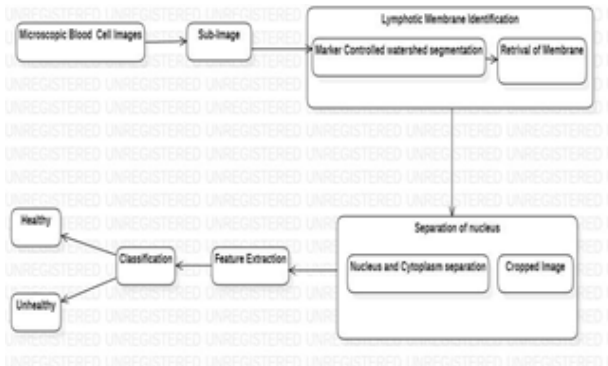 Lymphotic Membrane Identification
Microscopic Blood Cell Images
Sub-Image
Marker Controlled watershed segmentation
Retrival of Membrane
Separation of nucleus
Nucleus and Cytoplasm separation
Cropped Image
Feature Extraction
Classification
Healthy
Unhealthy
UNREGISTERED